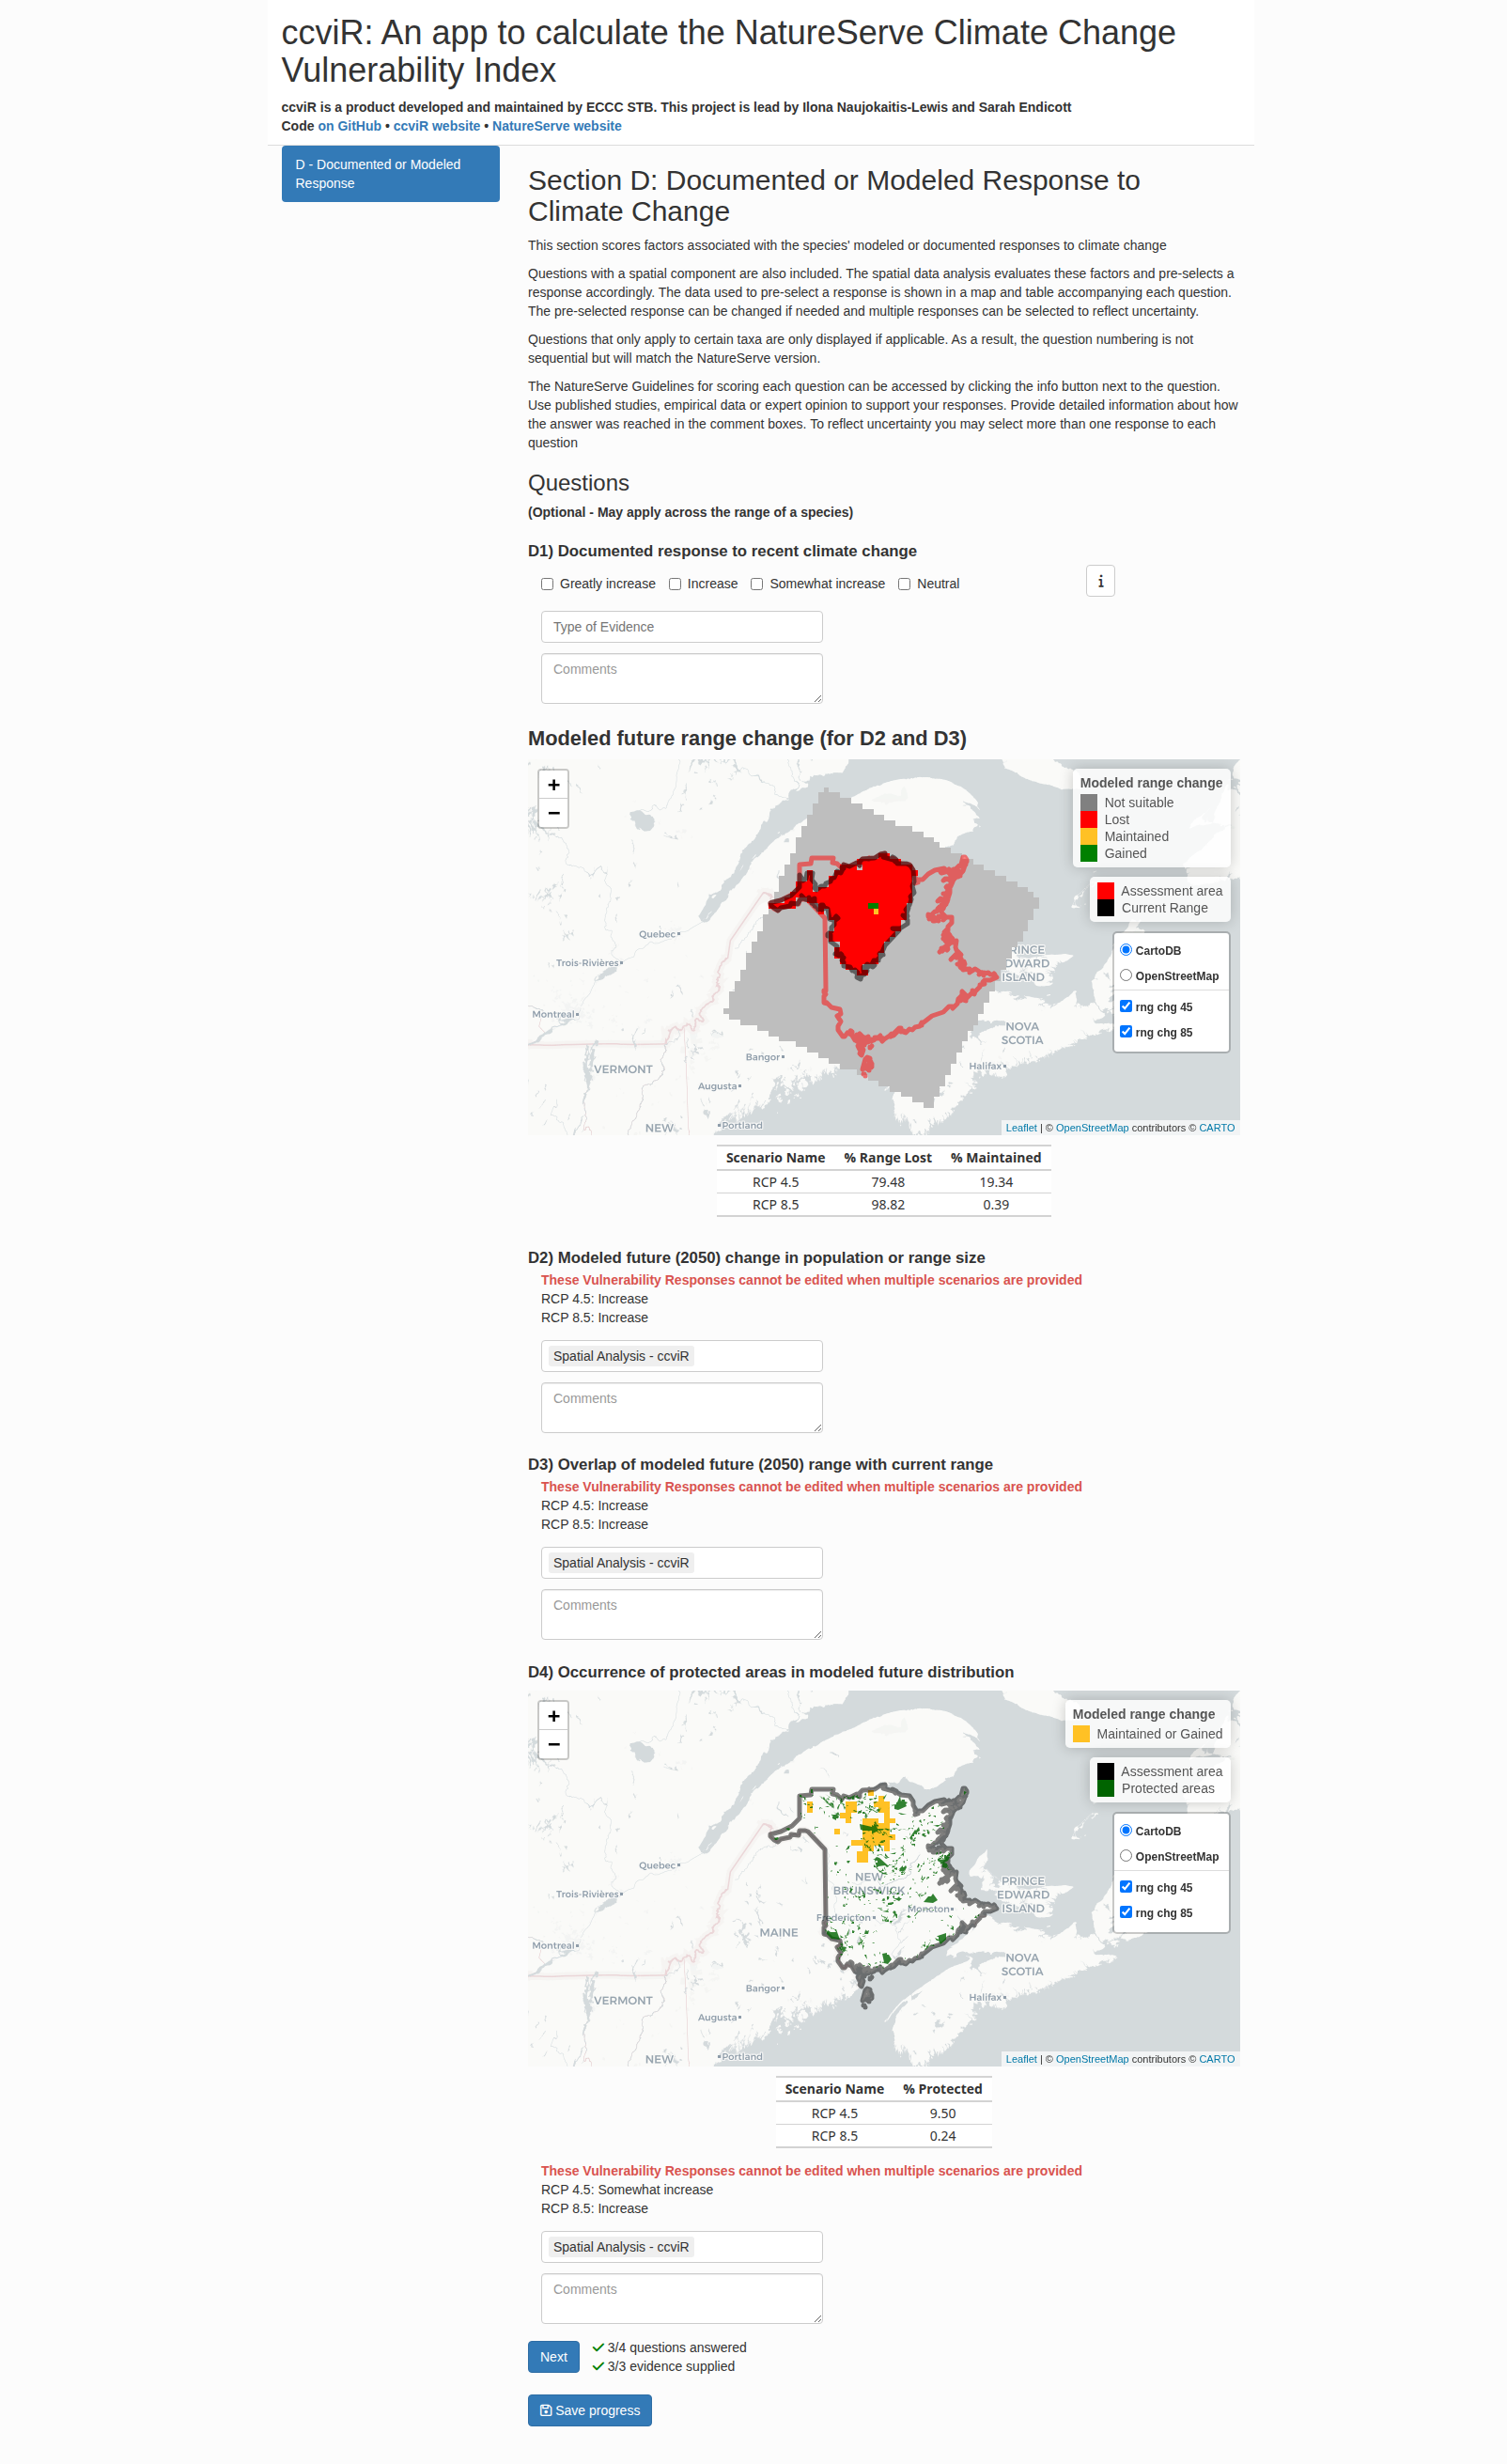 ccviR: An app to calculate the NatureServe Climate Change
Vulnerability Index
ccviR is a product developed and maintained by ECCC STB. This project is lead by Ilona Naujokaitis-Lewis and Sarah Endicott
Code on GitHub • ccviR website • NatureServe website
D - Documented or Modeled
Response
Section D: Documented or Modeled Response to
Climate Change
This section scores factors associated with the species' modeled or documented responses to climate change
Questions with a spatial component are also included. The spatial data analysis evaluates these factors and pre-selects a
response accordingly. The data used to pre-select a response is shown in a map and table accompanying each question.
The pre-selected response can be changed if needed and multiple responses can be selected to reflect uncertainty.
Questions that only apply to certain taxa are only displayed if applicable. As a result, the question numbering is not
sequential but will match the NatureServe version.
The NatureServe Guidelines for scoring each question can be accessed by clicking the info button next to the question.
Use published studies, empirical data or expert opinion to support your responses. Provide detailed information about how
the answer was reached in the comment boxes. To reflect uncertainty you may select more than one response to each
question
Questions
(Optional - May apply across the range of a species)
D1) Documented response to recent climate change
Greatly increase Increase Somewhat increase Neutral
i
Type of Evidence
Comments
Modeled future range change (for D2 and D3)
+
−
Modeled range change
Not suitable
Lost
Maintained
Gained
Assessment area
Current Range
CartoDB
OpenStreetMap
rng chg 45
rng chg 85
Quebec
Trois-Rivières
Montreal
VERMONT
Bangor
Augusta
Portland
NEW
ISLAND
NOVA
SCOTIA
Halifax
Leaflet | © OpenStreetMap contributors © CARTO
Scenario Name % Range Lost % Maintained
RCP 4.5 79.48 19.34
RCP 8.5 98.82 0.39
D2) Modeled future (2050) change in population or range size
These Vulnerability Responses cannot be edited when multiple scenarios are provided
RCP 4.5: Increase
RCP 8.5: Increase
Spatial Analysis - ccviR
Comments
D3) Overlap of modeled future (2050) range with current range
These Vulnerability Responses cannot be edited when multiple scenarios are provided
RCP 4.5: Increase
RCP 8.5: Increase
Spatial Analysis - ccviR
Comments
D4) Occurrence of protected areas in modeled future distribution
+
−
Modeled range change
Maintained or Gained
Assessment area
Protected areas
CartoDB
OpenStreetMap
rng chg 45
rng chg 85
Quebec
Trois-Rivières
Montreal
NEW
BRUNSWICK
Fredericton
Moncton
PRINCE
EDWARD
ISLAND
MAINE
VERMONT
Bangor
Augusta
Portland
NEW
NOVA
SCOTIA
Halifax
Leaflet | © OpenStreetMap contributors © CARTO
Scenario Name % Protected
RCP 4.5 9.50
RCP 8.5 0.24
These Vulnerability Responses cannot be edited when multiple scenarios are provided
RCP 4.5: Somewhat increase
RCP 8.5: Increase
Spatial Analysis - ccviR
Comments
Next
3/4 questions answered
3/3 evidence supplied
Save progress